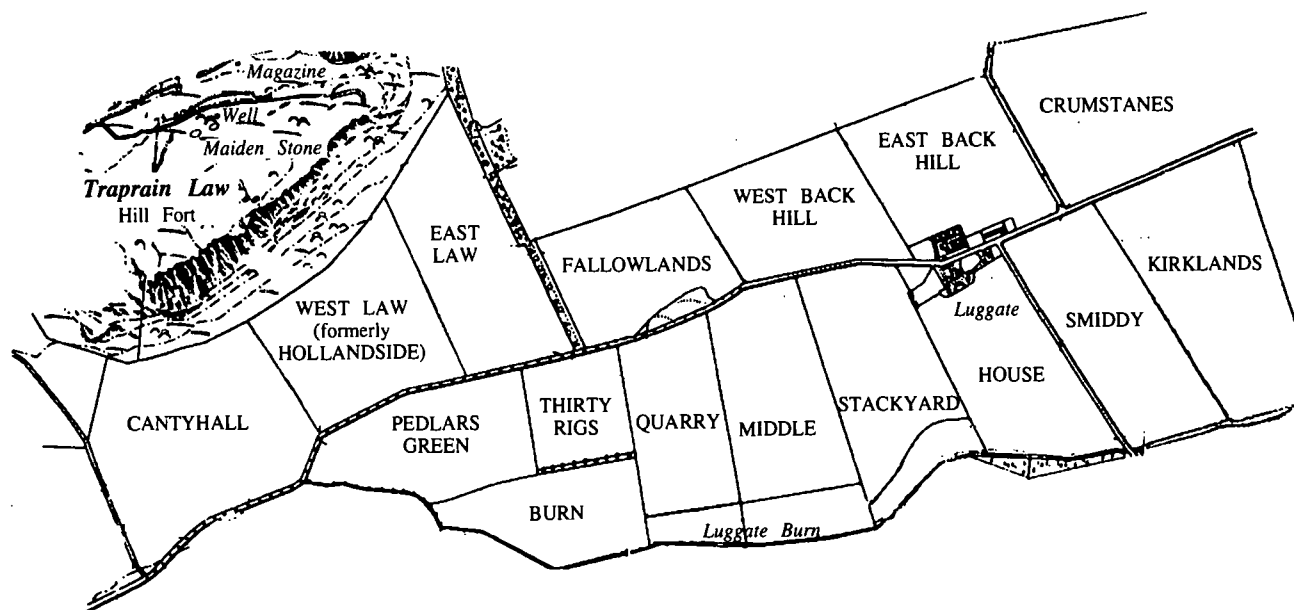 Magazine
Well
Maiden Stone
Traprain Law
Hill Fort
CRUMSTANES
EAST BACK
HILL
WEST BACK
HILL
EAST
LAW
FALLOWLANDS
KIRKLANDS
WEST LAW
(formerly
HOLLANDSIDE)
Luggate
SMIDDY
HOUSE
CANTYHALL
PEDLARS
GREEN
THIRTY
RIGS
QUARRY
MIDDLE
STACKYARD
BURN
Luggate Burn